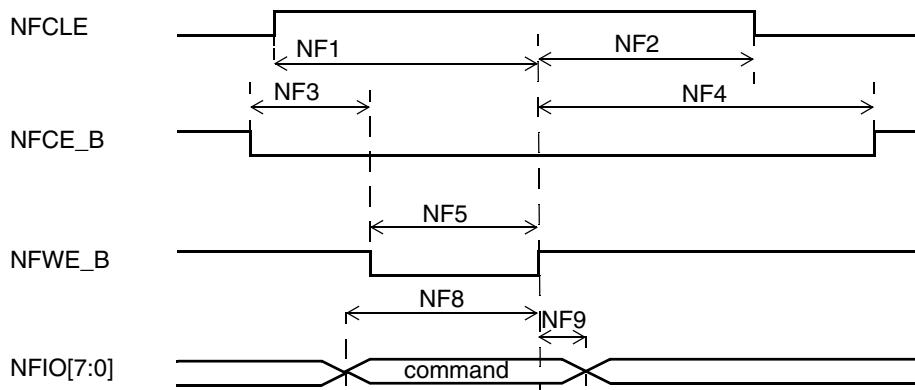 NFCLE
NF1
NF2
NF3
NF4
NFCE_B
NF5
NFWE_B
NF8
NF9
NFIO[7:0]
command